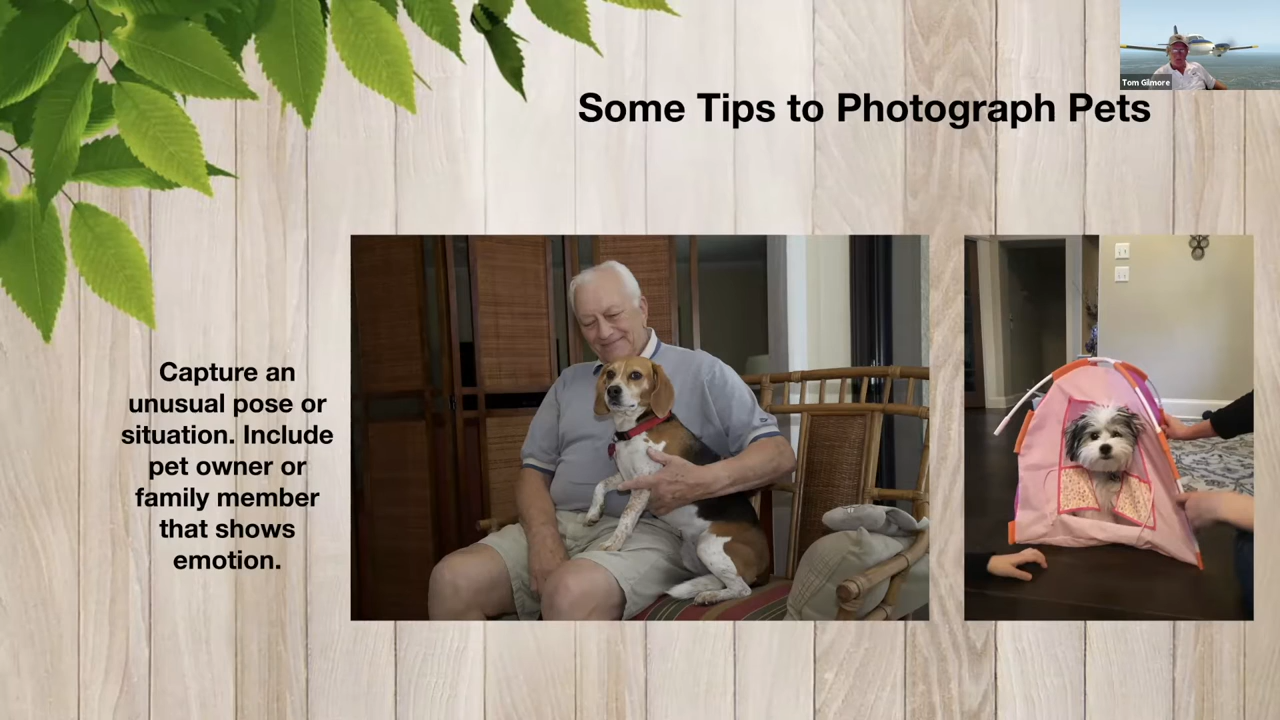 Tom Gilmore
Some Tips to Photograph Pets
Capture an
unusual pose or
situation. Include
pet owner or
family member
that shows
emotion.